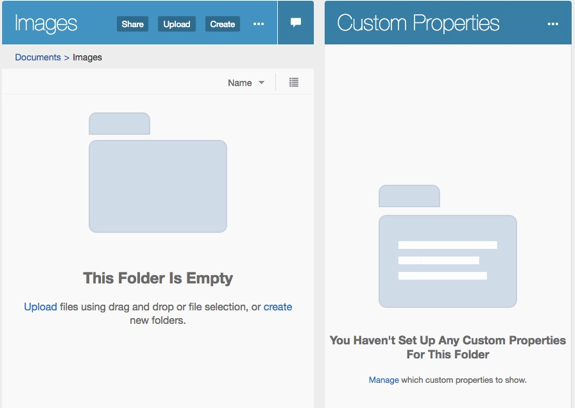 Images
Share
Upload
Create
Documents > Images
Name
This Folder Is Empty
Upload files using drag and drop or file selection, or create
new folders.
Custom Properties
You Haven't Set Up Any Custom Properties
For This Folder
Manage which custom properties to show.